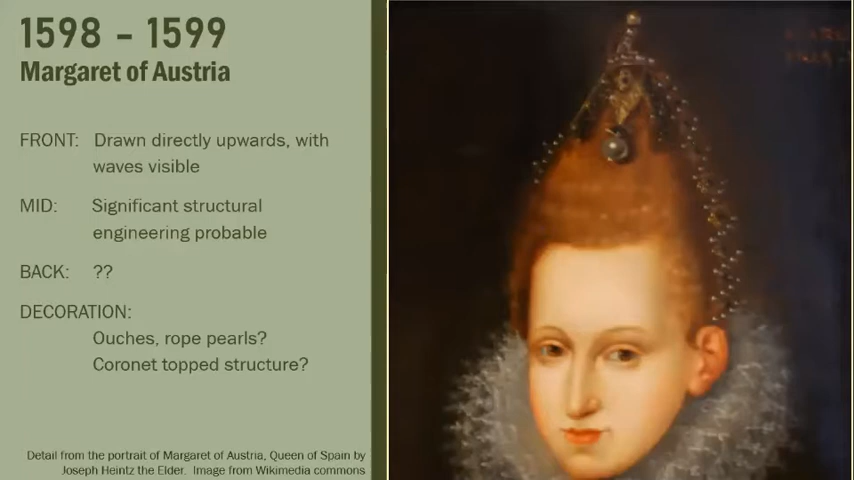 1598 – 1599
Margaret of Austria
FRONT: Drawn directly upwards, with
waves visible
MID: Significant structural
engineering probable
BACK: ??
DECORATION:
Ouches, rope pearls?
Coronet topped structure?
Detail from the portrait of Margaret of Austria, Queen of Spain by
Joseph Heintz the Elder. Image from Wikimedia commons